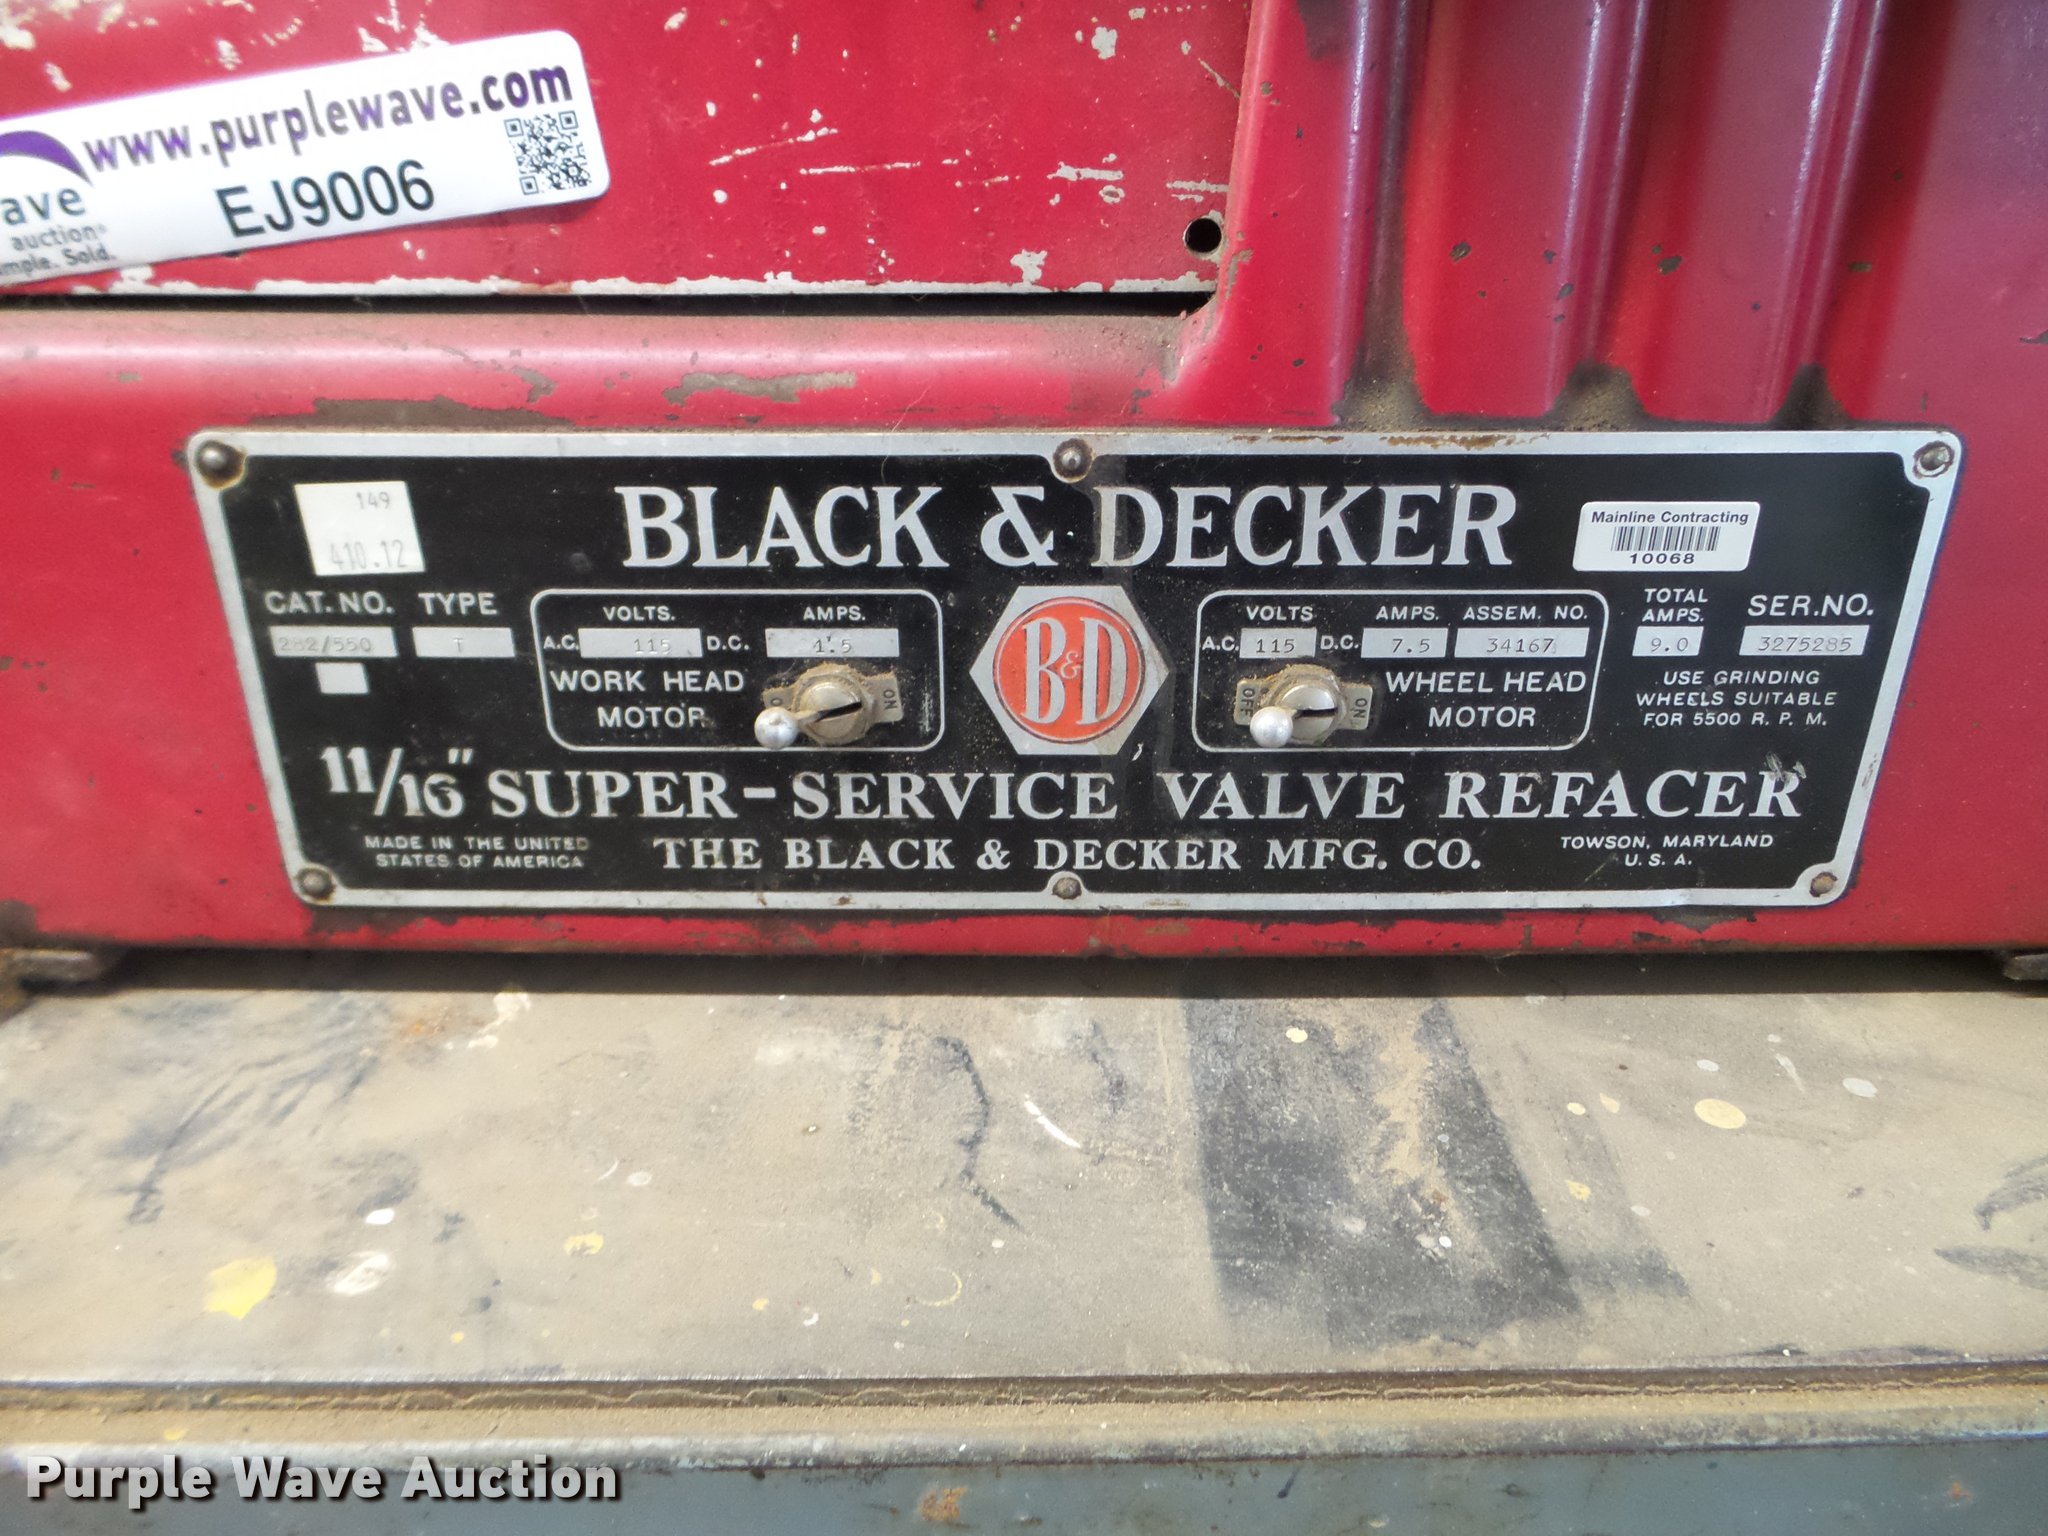 www.purplewave.com
ave
EJ9006
auction®
mple. Sold.
149
410.12
BLACK & DECKER
Mainline Contracting
10068
CAT. NO. TYPE
282/550 T
VOLTS. AMPS.
A.C. 115 D.C. 1.5
WORK HEAD
MOTOR
ON
B&D
VOLTS AMPS. ASSEM. NO.
A.C. 115 D.C. 7.5 34167
OFF ON
WHEEL HEAD
MOTOR
TOTAL
AMPS.
9.0
SER.NO.
3275285
USE GRINDING
WHEELS SUITABLE
FOR 5500 R. P. M.
11/16" SUPER-SERVICE VALVE REFACER
MADE IN THE UNITED
STATES OF AMERICA
THE BLACK & DECKER MFG. CO.
TOWSON, MARYLAND
U. S. A.
Purple Wave Auction